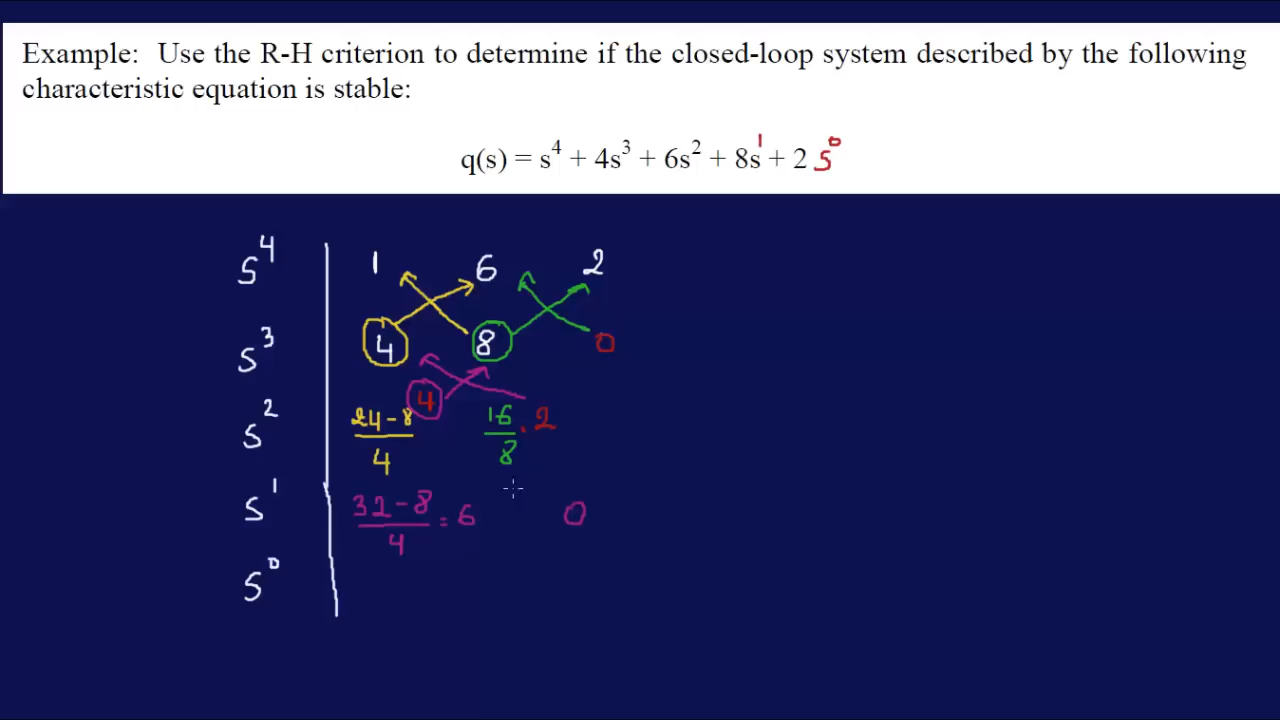 Example: Use the R-H criterion to determine if the closed-loop system described by the following
characteristic equation is stable:
q(s) = s⁴ + 4s³ + 6s² + 8s¹ + 2 S⁰
S⁴ 1 6 2
S³ 4 8 0
S² 24-8/4 4 16/8 . 2
S¹ 32-8/4 = 6 0
S⁰